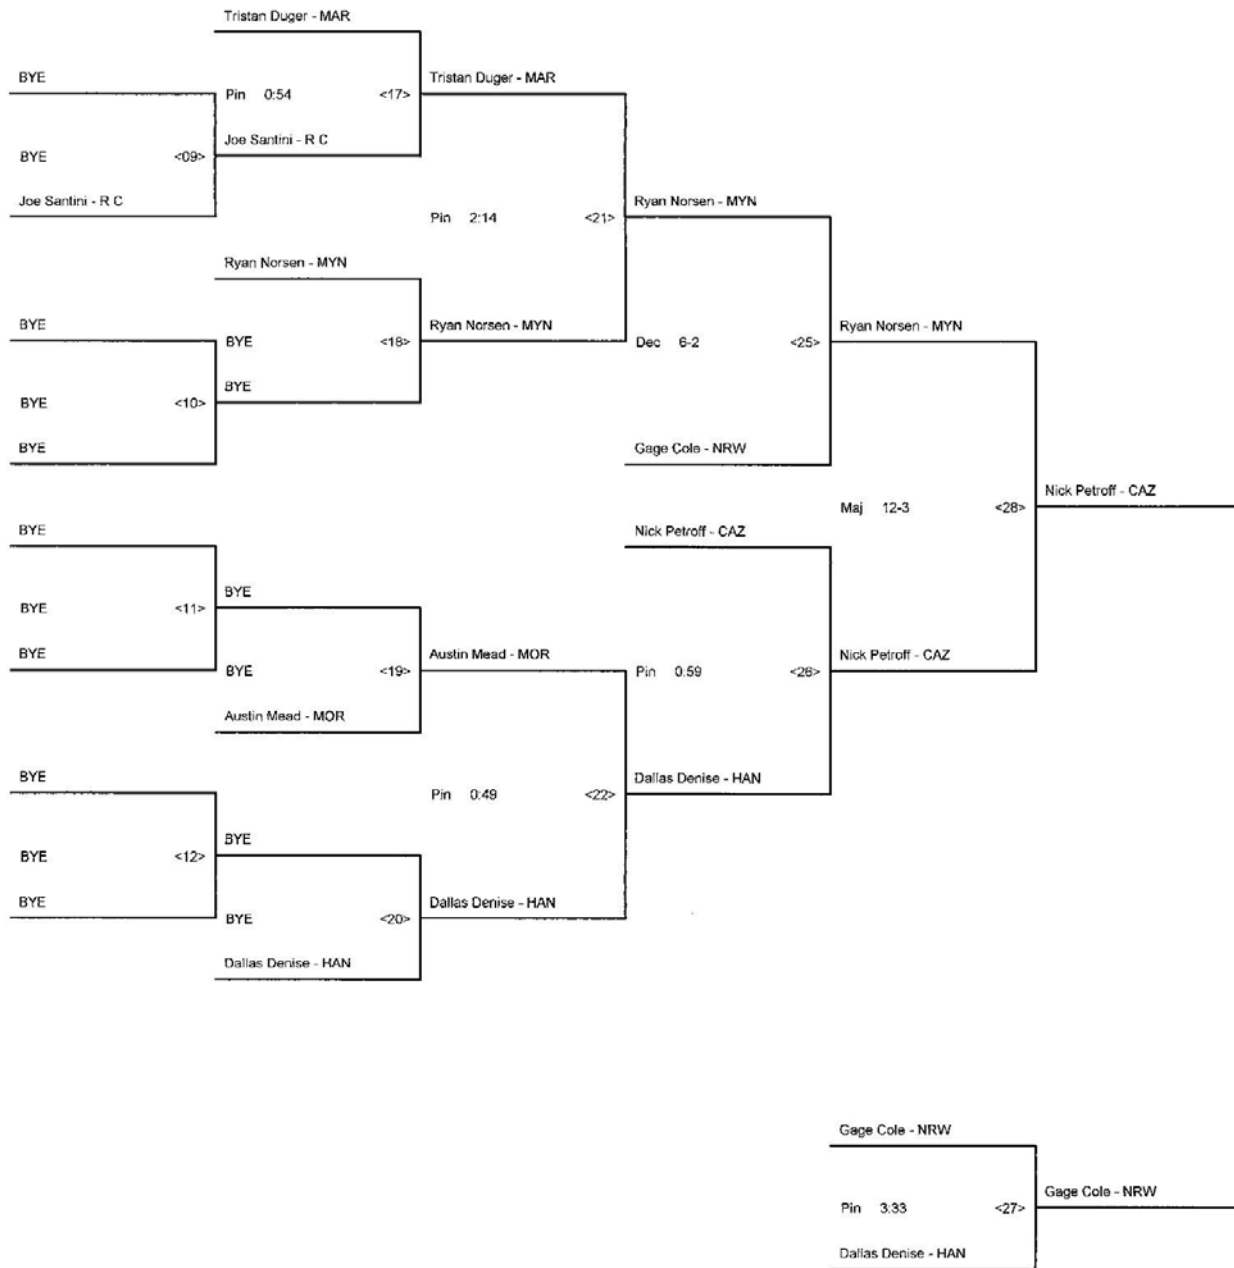 Tristan Duger - MAR
BYE
Tristan Duger - MAR
Pin 0:54 <17>
Joe Santini - R C
BYE <09>
Joe Santini - R C
Ryan Norsen - MYN
Pin 2:14 <21>
Ryan Norsen - MYN
BYE
Ryan Norsen - MYN
Ryan Norsen - MYN
BYE <18>
Dec 6-2 <25>
BYE
BYE <10>
BYE
Gage Cole - NRW
Nick Petroff - CAZ
Maj 12-3 <28>
BYE
Nick Petroff - CAZ
BYE
BYE <11>
BYE
Austin Mead - MOR
Nick Petroff - CAZ
BYE <19>
Pin 0:59 <26>
Austin Mead - MOR
BYE
Dallas Denise - HAN
Pin 0:49 <22>
BYE
BYE <12>
BYE
Dallas Denise - HAN
BYE <20>
Dallas Denise - HAN
Gage Cole - NRW
Gage Cole - NRW
Pin 3:33 <27>
Dallas Denise - HAN